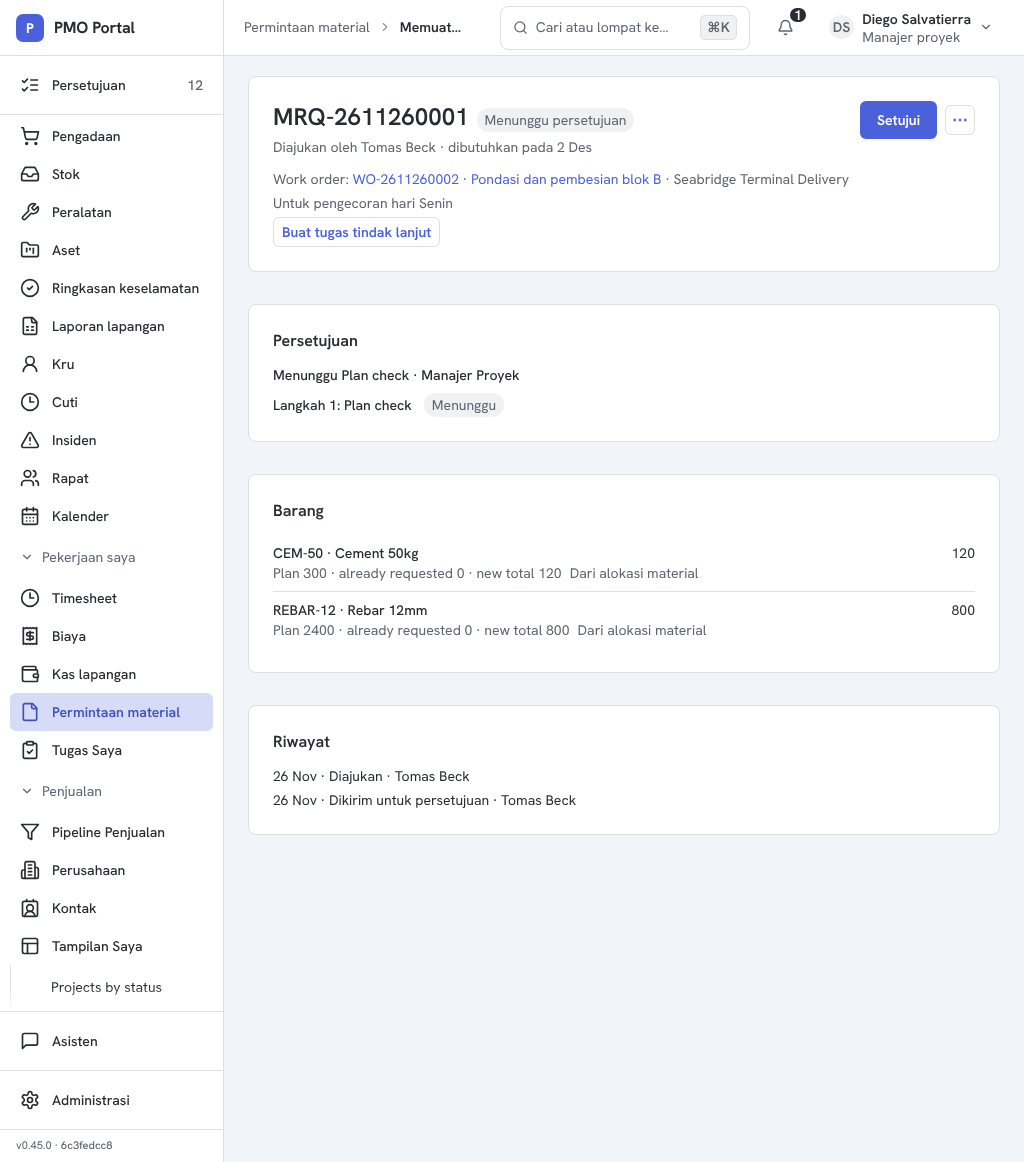 P PMO Portal
Permintaan material > Memuat...
Cari atau lompat ke... ⌘K
1
DS
Diego Salvatierra
Manajer proyek
Persetujuan 12
Pengadaan
Stok
Peralatan
Aset
Ringkasan keselamatan
Laporan lapangan
Kru
Cuti
Insiden
Rapat
Kalender
Pekerjaan saya
Timesheet
Biaya
Kas lapangan
Permintaan material
Tugas Saya
Penjualan
Pipeline Penjualan
Perusahaan
Kontak
Tampilan Saya
Projects by status
Asisten
Administrasi
v0.45.0 · 6c3fedcc8
MRQ-2611260001 Menunggu persetujuan
Setujui ···
Diajukan oleh Tomas Beck · dibutuhkan pada 2 Des
Work order: WO-2611260002 · Pondasi dan pembesian blok B · Seabridge Terminal Delivery
Untuk pengecoran hari Senin
Buat tugas tindak lanjut
Persetujuan
Menunggu Plan check · Manajer Proyek
Langkah 1: Plan check Menunggu
Barang
CEM-50 · Cement 50kg 120
Plan 300 · already requested 0 · new total 120 Dari alokasi material
REBAR-12 · Rebar 12mm 800
Plan 2400 · already requested 0 · new total 800 Dari alokasi material
Riwayat
26 Nov · Diajukan · Tomas Beck
26 Nov · Dikirim untuk persetujuan · Tomas Beck